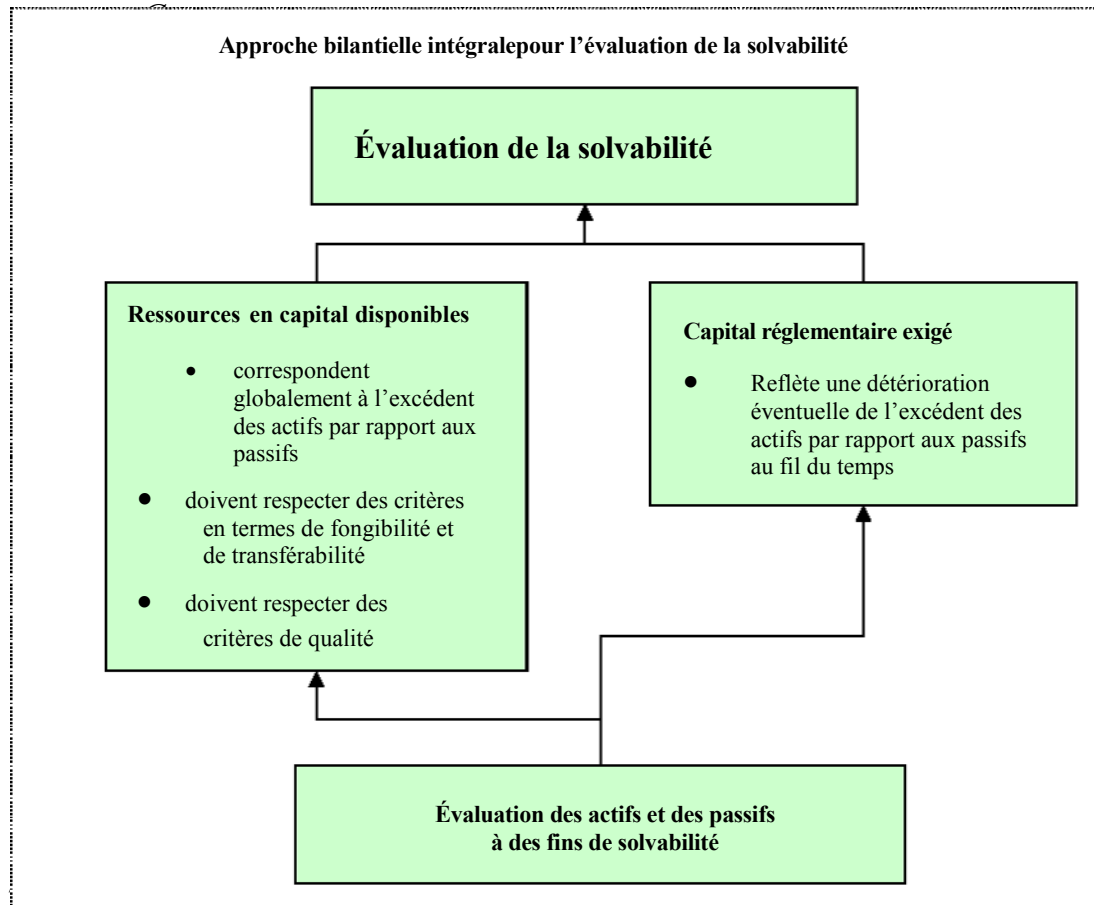 Approche bilantielle intégralepour l’évaluation de la solvabilité
Évaluation de la solvabilité
Ressources en capital disponibles
• correspondent
globalement à l’excédent
des actifs par rapport aux
passifs
• doivent respecter des critères
en termes de fongibilité et
de transférabilité
• doivent respecter des
critères de qualité
Capital réglementaire exigé
• Reflète une détérioration
éventuelle de l’excédent des
actifs par rapport aux passifs
au fil du temps
Évaluation des actifs et des passifs
à des fins de solvabilité